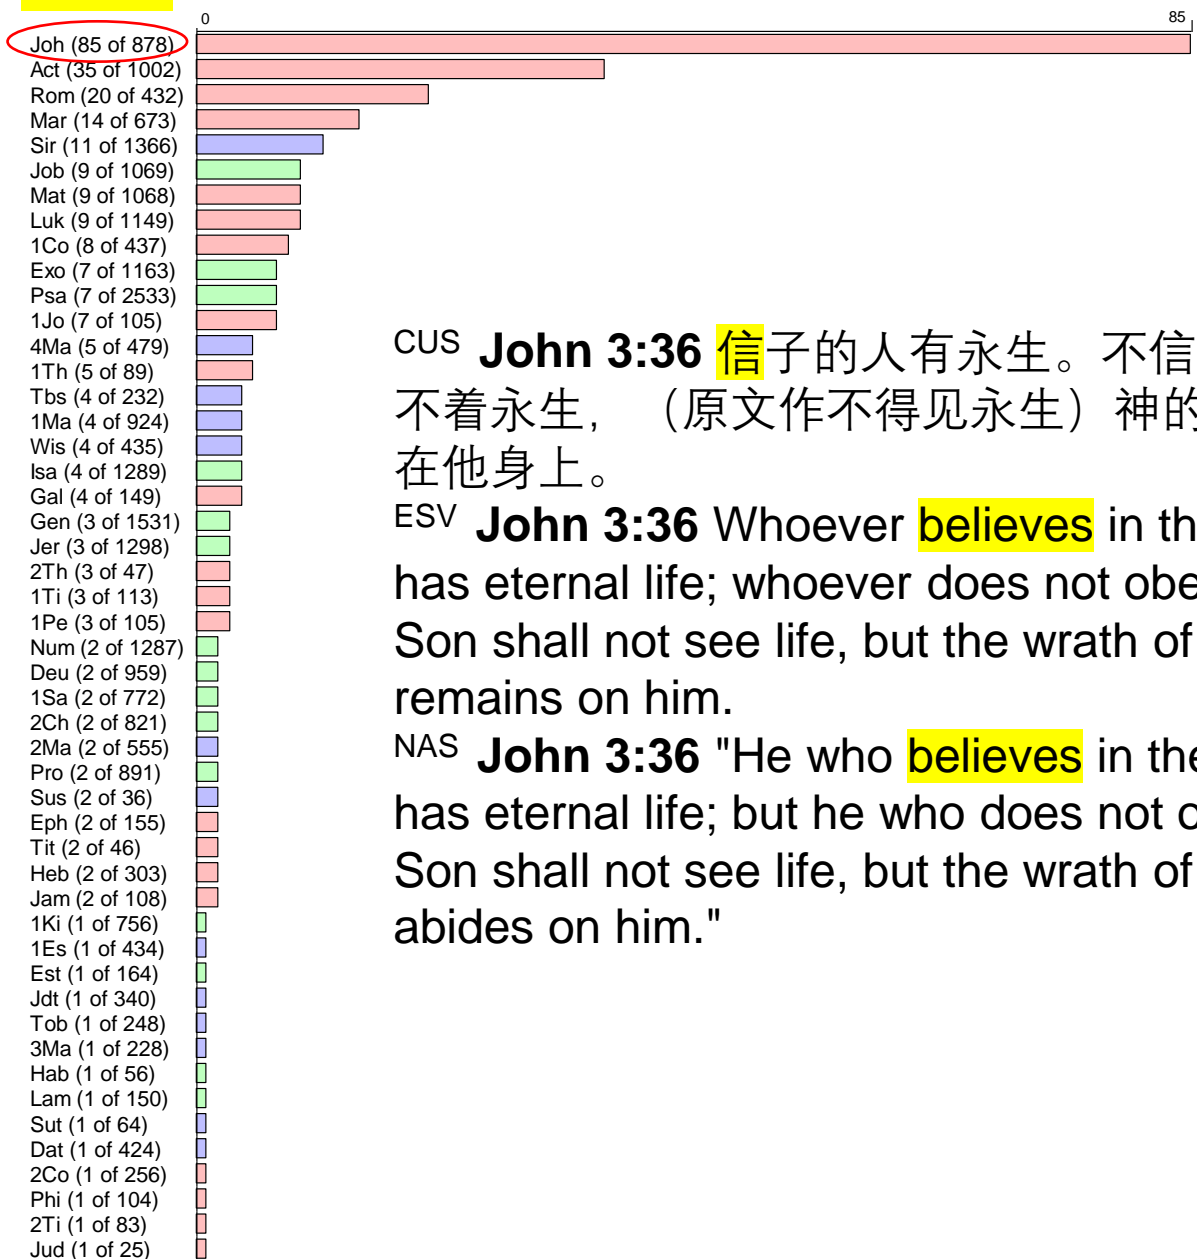 0 85
Joh (85 of 878)
Act (35 of 1002)
Rom (20 of 432)
Mar (14 of 673)
Sir (11 of 1366)
Job (9 of 1069)
Mat (9 of 1068)
Luk (9 of 1149)
1Co (8 of 437)
Exo (7 of 1163)
Psa (7 of 2533)
1Jo (7 of 105)
4Ma (5 of 479)
1Th (5 of 89)
Tbs (4 of 232)
1Ma (4 of 924)
Wis (4 of 435)
Isa (4 of 1289)
Gal (4 of 149)
Gen (3 of 1531)
Jer (3 of 1298)
2Th (3 of 47)
1Ti (3 of 113)
1Pe (3 of 105)
Num (2 of 1287)
Deu (2 of 959)
1Sa (2 of 772)
2Ch (2 of 821)
2Ma (2 of 555)
Pro (2 of 891)
Sus (2 of 36)
Eph (2 of 155)
Tit (2 of 46)
Heb (2 of 303)
Jam (2 of 108)
1Ki (1 of 756)
1Es (1 of 434)
Est (1 of 164)
Jdt (1 of 340)
Tob (1 of 248)
3Ma (1 of 228)
Hab (1 of 56)
Lam (1 of 150)
Sut (1 of 64)
Dat (1 of 424)
2Co (1 of 256)
Phi (1 of 104)
2Ti (1 of 83)
Jud (1 of 25)
CUS John 3:36 信子的人有永生。不信
不着永生,（原文作不得见永生）神的
在他身上。
ESV John 3:36 Whoever believes in th
has eternal life; whoever does not obe
Son shall not see life, but the wrath of
remains on him.
NAS John 3:36 "He who believes in the
has eternal life; but he who does not o
Son shall not see life, but the wrath of
abides on him."